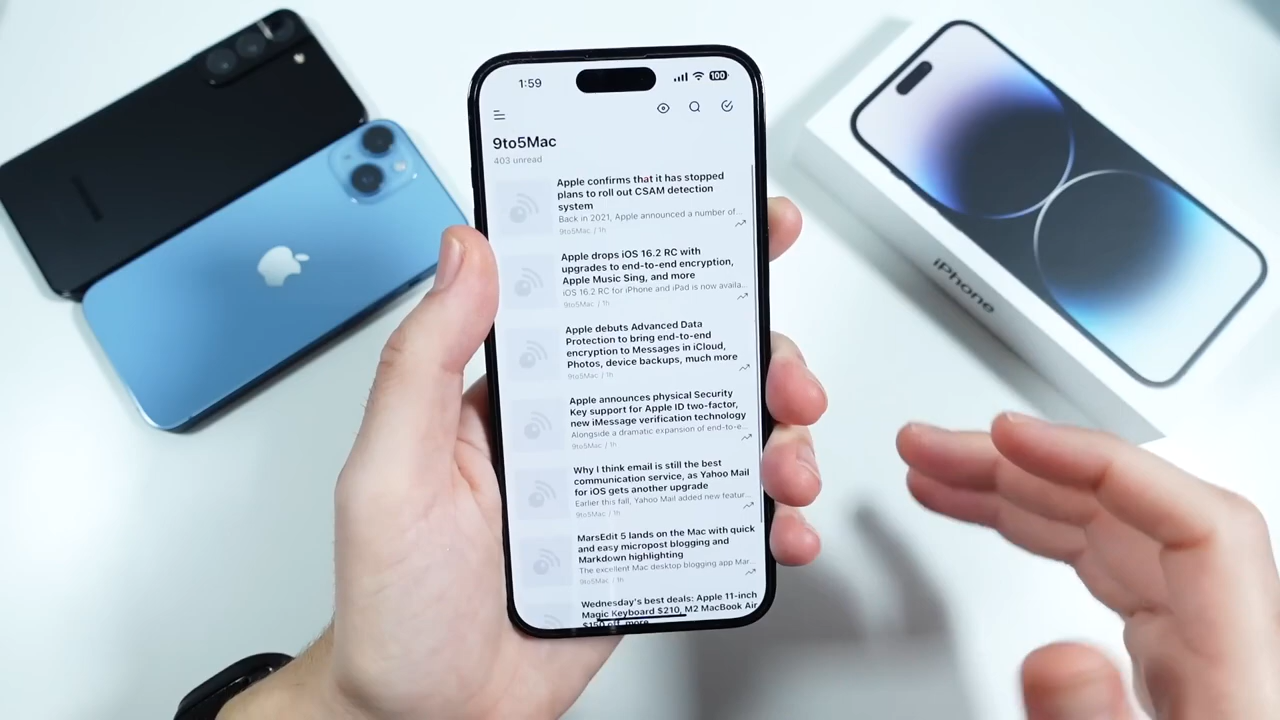 1:59
100
9to5Mac
403 unread
Apple confirms that it has stopped
plans to roll out CSAM detection
system
Back in 2021, Apple announced a number of...
9to5Mac / 1h
Apple drops iOS 16.2 RC with
upgrades to end-to-end encryption,
Apple Music Sing, and more
iOS 16.2 RC for iPhone and iPad is now availa...
9to5Mac / 1h
Apple debuts Advanced Data
Protection to bring end-to-end
encryption to Messages in iCloud,
Photos, device backups, much more
9to5Mac / 1h
Apple announces physical Security
Key support for Apple ID two-factor,
new iMessage verification technology
Alongside a dramatic expansion of end-to-e...
9to5Mac / 1h
Why I think email is still the best
communication service, as Yahoo Mail
for iOS gets another upgrade
Earlier this fall, Yahoo Mail added new featur...
9to5Mac / 1h
MarsEdit 5 lands on the Mac with quick
and easy micropost blogging and
Markdown highlighting
The excellent Mac desktop blogging app Mar...
9to5Mac / 1h
Wednesday's best deals: Apple 11-inch
Magic Keyboard $210, M2 MacBook Air
$150 off, more
iPhone